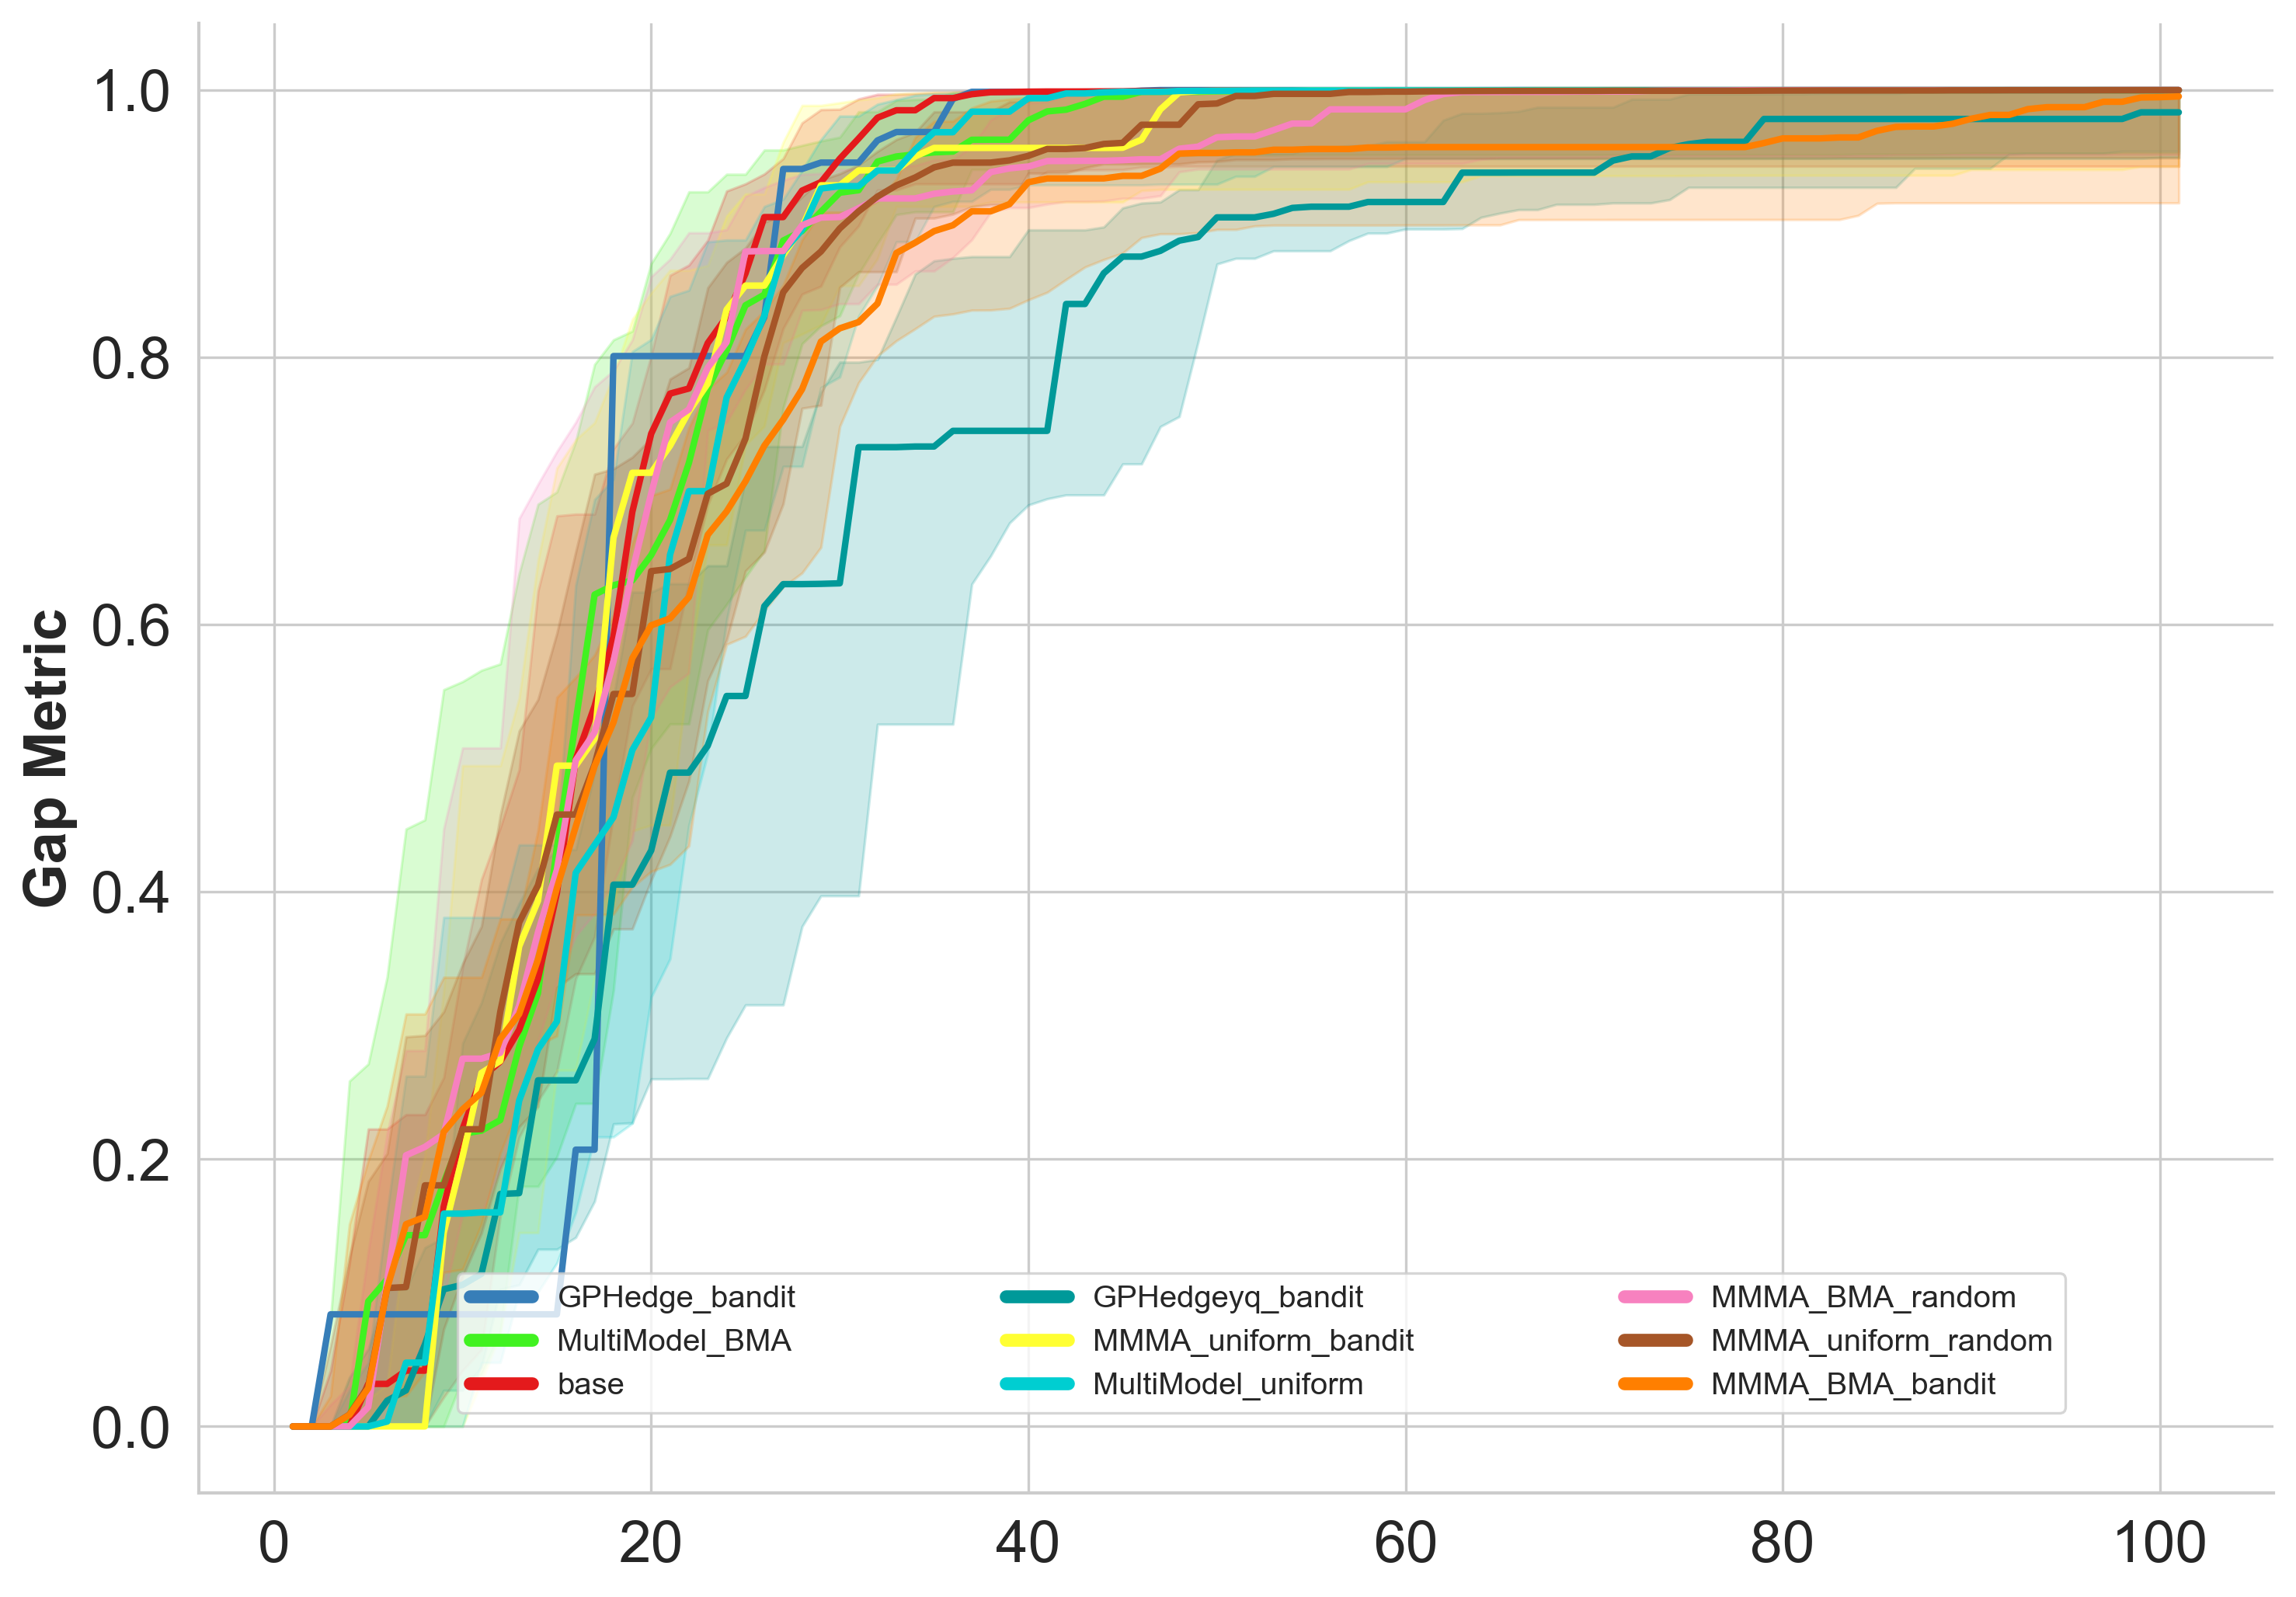 1.0
0.8
0.6
0.4
0.2
0.0
Gap Metric
GPHedge_bandit GPHedgeyq_bandit MMMA_BMA_random
MultiModel_BMA MMMA_uniform_bandit MMMA_uniform_random
base MultiModel_uniform MMMA_BMA_bandit
0 20 40 60 80 100